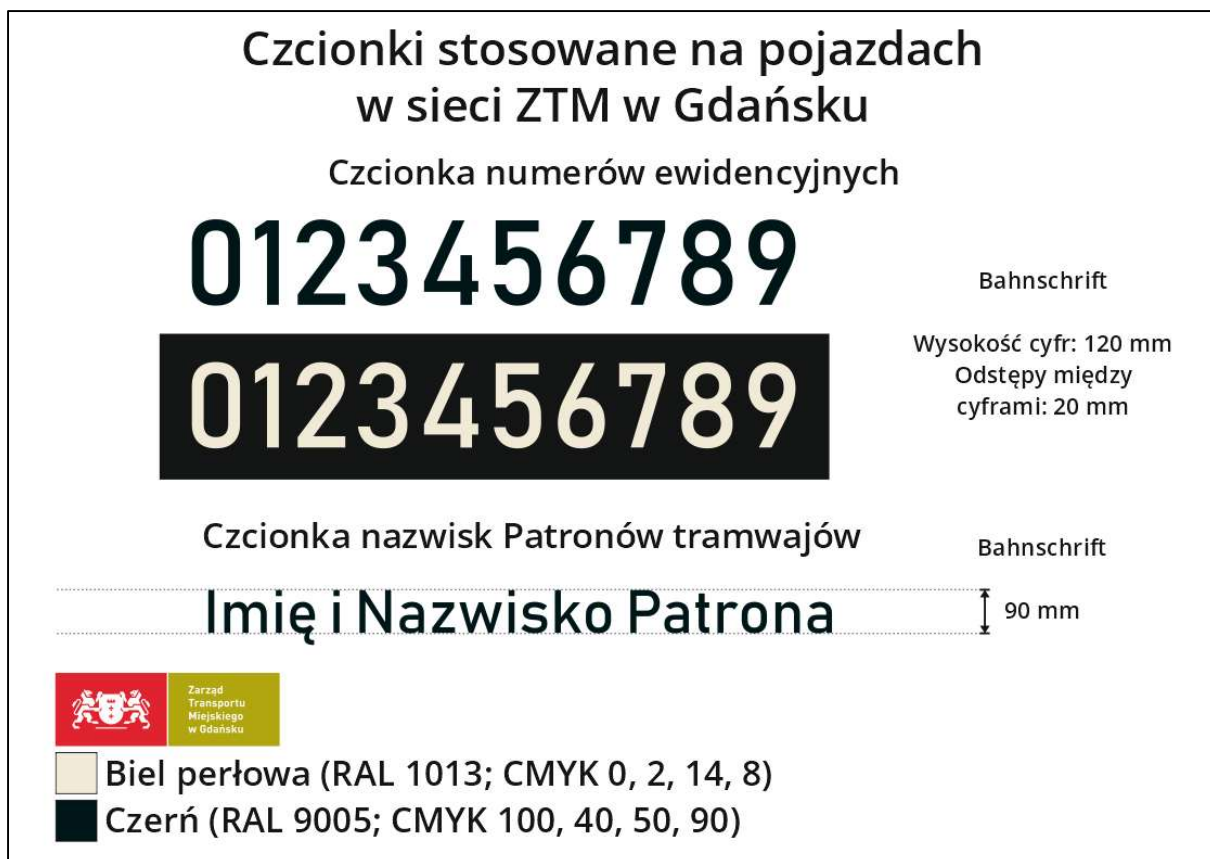 Czcionki stosowane na pojazdach
w sieci ZTM w Gdańsku
Czcionka numerów ewidencyjnych
0123456789
Bahnschrift
0123456789
Wysokość cyfr: 120 mm
Odstępy między
cyframi: 20 mm
Czcionka nazwisk Patronów tramwajów
Bahnschrift
Imię i Nazwisko Patrona
90 mm
Zarząd
Transportu
Miejskiego
w Gdańsku
Biel perłowa (RAL 1013; CMYK 0, 2, 14, 8)
Czerń (RAL 9005; CMYK 100, 40, 50, 90)